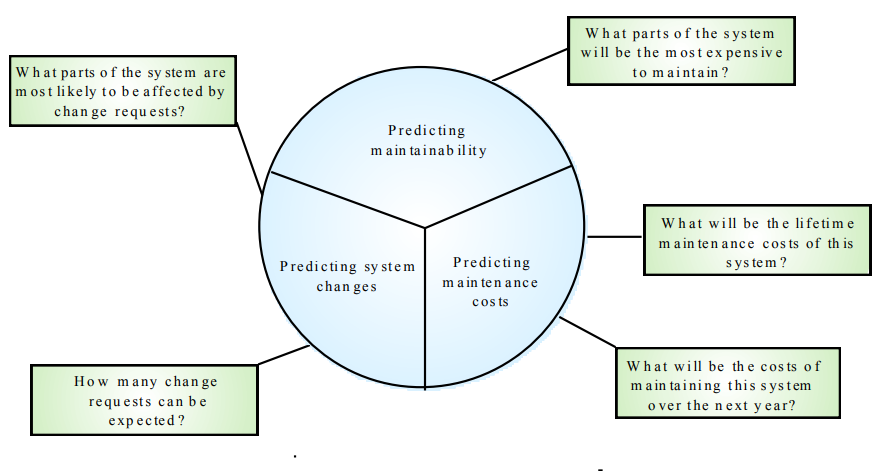 What parts of the system
will be the most expensive
to maintain?
What parts of the system are
most likely to be affected by
change requests?
Predicting
maintainability
What will be the lifetime
maintenance costs of this
system?
Predicting system
changes
Predicting
maintenance
costs
What will be the costs of
maintaining this system
over the next year?
How many change
requests can be
expected?